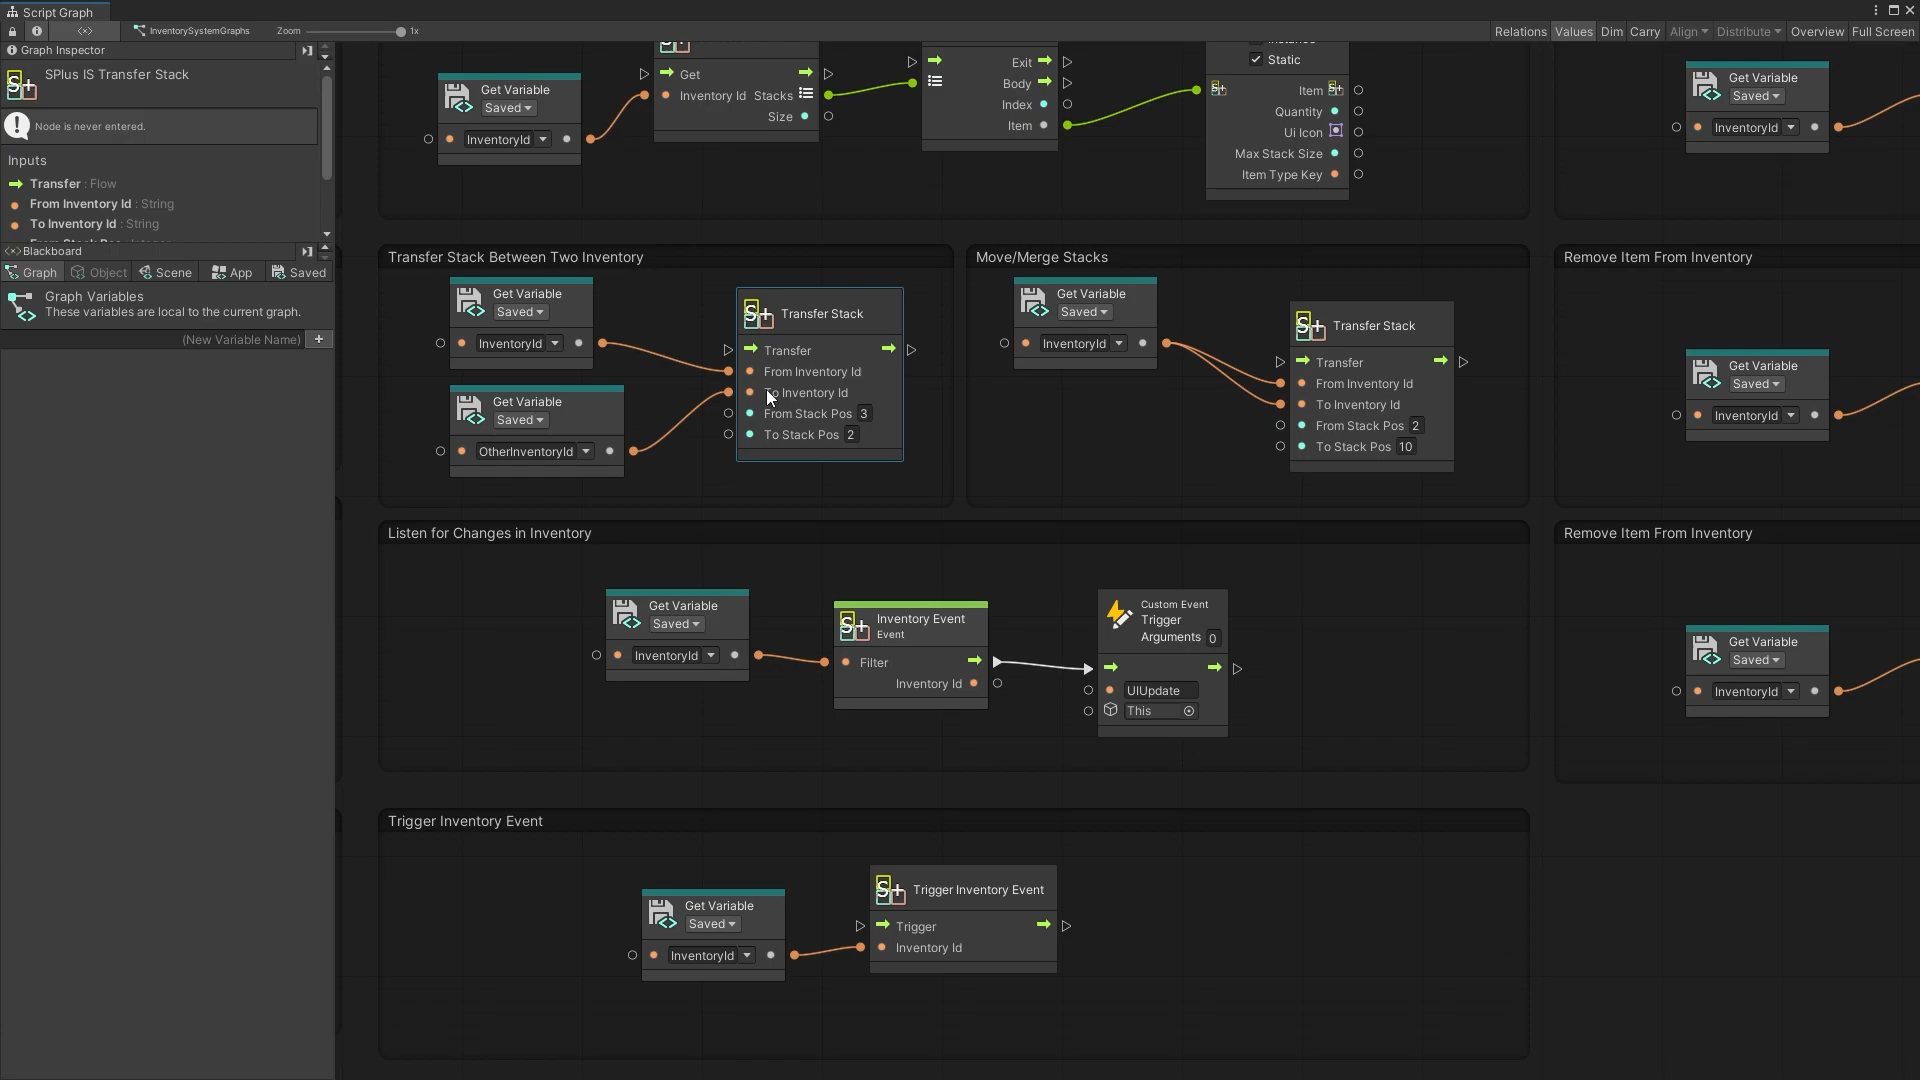 Script Graph
InventorySystemGraphs
Zoom
1x
Relations
Values
Dim
Carry
Align
Distribute
Overview
Full Screen
Graph Inspector
SPlus IS Transfer Stack
Node is never entered.
Inputs
Transfer : Flow
From Inventory Id : String
To Inventory Id : String
Blackboard
Graph
Object
Scene
App
Saved
Graph Variables
These variables are local to the current graph.
(New Variable Name)
+
Get Variable
Saved
InventoryId
Get
Inventory Id
Stacks
Size
Exit
Body
Index
Item
Static
Item
Quantity
Ui Icon
Max Stack Size
Item Type Key
Get Variable
Saved
InventoryId
Transfer Stack Between Two Inventory
Get Variable
Saved
InventoryId
Get Variable
Saved
OtherInventoryId
S+
Transfer Stack
Transfer
From Inventory Id
To Inventory Id
From Stack Pos 3
To Stack Pos 2
Move/Merge Stacks
Get Variable
Saved
InventoryId
S+
Transfer Stack
Transfer
From Inventory Id
To Inventory Id
From Stack Pos 2
To Stack Pos 10
Remove Item From Inventory
Get Variable
Saved
InventoryId
Listen for Changes in Inventory
Get Variable
Saved
InventoryId
S+
Inventory Event
Event
Filter
Inventory Id
Custom Event
Trigger
Arguments 0
UIUpdate
This
Remove Item From Inventory
Get Variable
Saved
InventoryId
Trigger Inventory Event
Get Variable
Saved
InventoryId
S+
Trigger Inventory Event
Trigger
Inventory Id